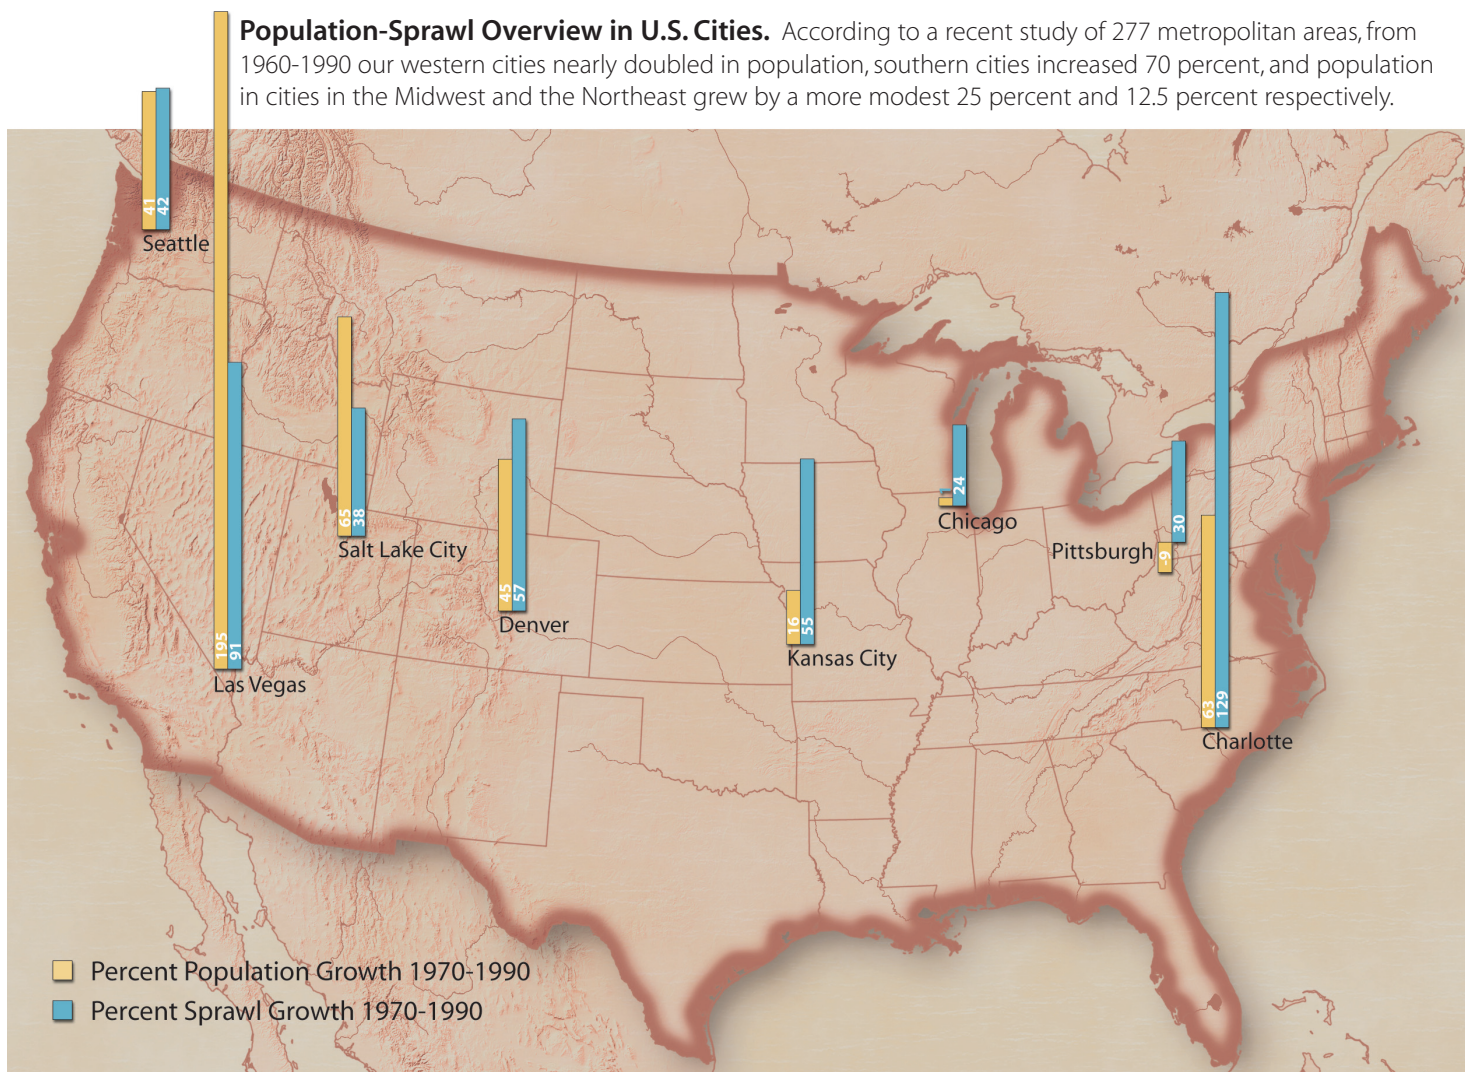 Population-Sprawl Overview in U.S. Cities. According to a recent study of 277 metropolitan areas, from
1960-1990 our western cities nearly doubled in population, southern cities increased 70 percent, and population
in cities in the Midwest and the Northeast grew by a more modest 25 percent and 12.5 percent respectively.
41
42
Seattle
195
91
Las Vegas
65
38
Salt Lake City
45
57
Denver
16
55
Kansas City
1
24
Chicago
Pittsburgh
-9
30
63
129
Charlotte
Percent Population Growth 1970-1990
Percent Sprawl Growth 1970-1990